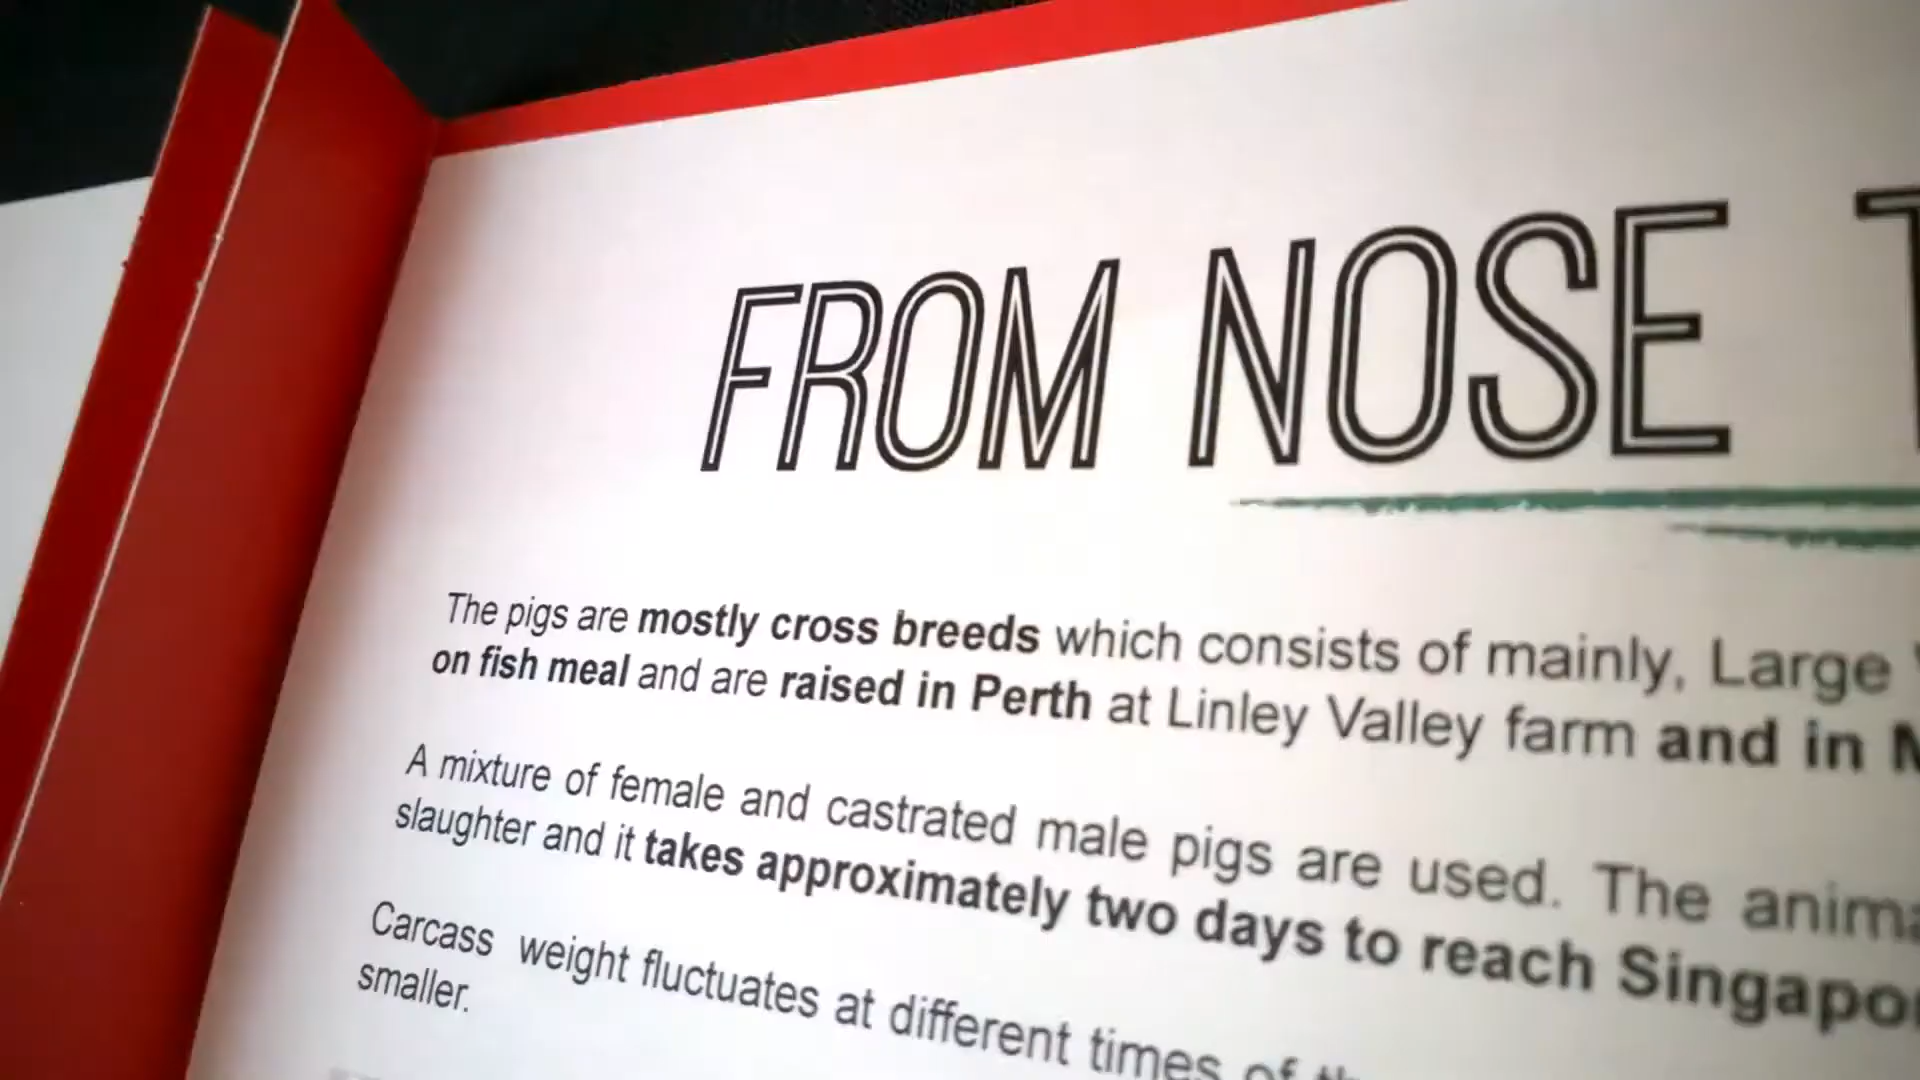 FROM NOSE
The pigs are mostly cross breeds which consists of mainly, Large
on fish meal and are raised in Perth at Linley Valley farm and in
A mixture of female and castrated male pigs are used. The
slaughter and it takes approximately two days to reach
Carcass weight fluctuates at different times of
smaller.